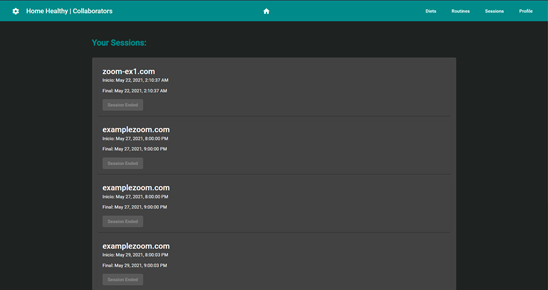 Home Healthy | Collaborators
Diets Routines Sessions Profile
Your Sessions:
zoom-ex1.com
Inicio: May 22, 2021, 2:10:37 AM
Final: May 22, 2021, 2:10:37 AM
Session Ended
examplezoom.com
Inicio: May 27, 2021, 8:00:00 PM
Final: May 27, 2021, 9:00:00 PM
Session Ended
examplezoom.com
Inicio: May 27, 2021, 8:00:00 PM
Final: May 27, 2021, 9:00:00 PM
Session Ended
examplezoom.com
Inicio: May 29, 2021, 8:00:03 PM
Final: May 29, 2021, 9:00:03 PM
Session Ended